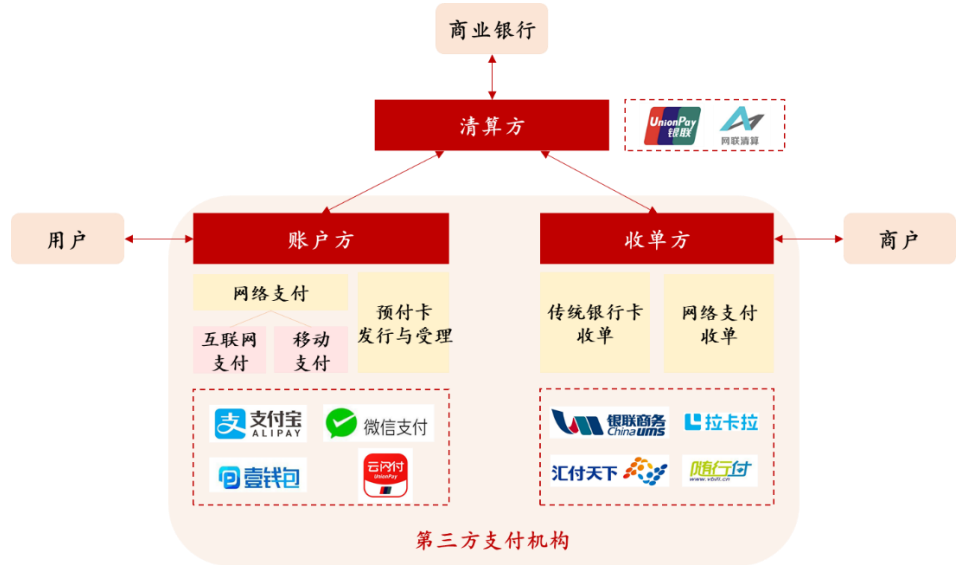 商业银行
清算方
UnionPay
银联
网联清算
用户
账户方
收单方
商户
网络支付
互联网
支付
移动
支付
预付卡
发行与受理
传统银行卡
收单
网络支付
收单
支付宝
ALIPAY
微信支付
壹钱包
云闪付
UnionPay
银联商务
China ums
拉卡拉
汇付天下
随行付
www.vbill.cn
第三方支付机构